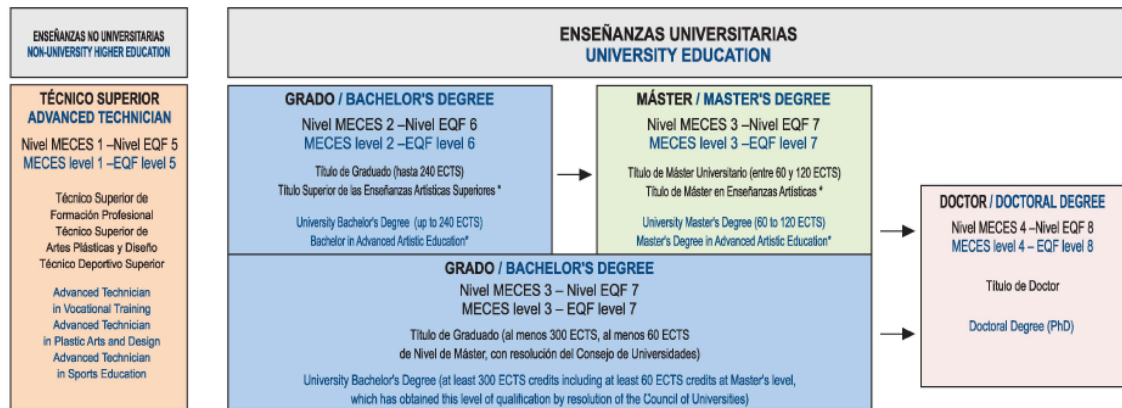 ENSEÑANZAS NO UNIVERSITARIAS
NON-UNIVERSITY HIGHER EDUCATION
TÉCNICO SUPERIOR
ADVANCED TECHNICIAN
Nivel MECES 1 –Nivel EQF 5
MECES level 1 –EQF level 5
Técnico Superior de
Formación Profesional
Técnico Superior de
Artes Plásticas y Diseño
Técnico Deportivo Superior
Advanced Technician
in Vocational Training
Advanced Technician
in Plastic Arts and Design
Advanced Technician
in Sports Education
ENSEÑANZAS UNIVERSITARIAS
UNIVERSITY EDUCATION
GRADO / BACHELOR'S DEGREE
Nivel MECES 2 –Nivel EQF 6
MECES level 2 –EQF level 6
Título de Graduado (hasta 240 ECTS)
Título Superior de las Enseñanzas Artísticas Superiores *
University Bachelor's Degree (up to 240 ECTS)
Bachelor in Advanced Artistic Education*
MÁSTER / MASTER'S DEGREE
Nivel MECES 3 –Nivel EQF 7
MECES level 3 –EQF level 7
Título de Máster Universitario (entre 60 y 120 ECTS)
Título de Máster en Enseñanzas Artísticas *
University Master's Degree (60 to 120 ECTS)
Master's Degree in Advanced Artistic Education*
GRADO / BACHELOR'S DEGREE
Nivel MECES 3 – Nivel EQF 7
MECES level 3 – EQF level 7
Título de Graduado (al menos 300 ECTS, al menos 60 ECTS
de Nivel de Máster, con resolución del Consejo de Universidades)
University Bachelor's Degree (at least 300 ECTS credits including at least 60 ECTS credits at Master's level,
which has obtained this level of qualification by resolution of the Council of Universities)
DOCTOR / DOCTORAL DEGREE
Nivel MECES 4 –Nivel EQF 8
MECES level 4 – EQF level 8
Título de Doctor
Doctoral Degree (PhD)